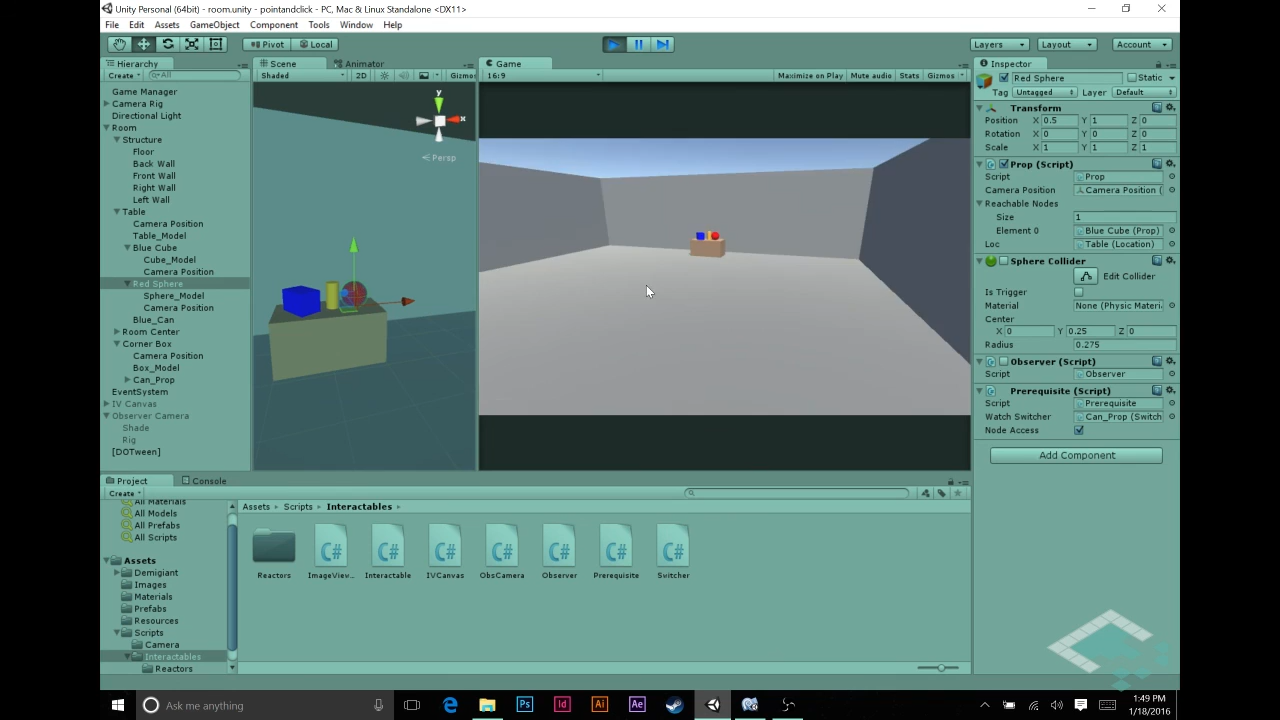 Unity Personal (64bit) - room.unity - pointandclick - PC, Mac & Linux Standalone <DX11>
File Edit Assets GameObject Component Tools Window Help
Pivot Local Layers Layout Account
Hierarchy
Create All
Game Manager
Camera Rig
Directional Light
Room
Structure
Floor
Back Wall
Front Wall
Right Wall
Left Wall
Table
Camera Position
Table_Model
Blue Cube
Cube_Model
Camera Position
Red Sphere
Sphere_Model
Camera Position
Blue_Can
Room Center
Corner Box
Camera Position
Box_Model
Can_Prop
EventSystem
IV Canvas
Observer Camera
Shade
Rig
[DOTween]
Scene Animator
Shaded 2D Gizmos
y
x
Persp
Game
16:9 Maximize on Play Mute audio Stats Gizmos
Inspector
Red Sphere Static
Tag Untagged Layer Default
Transform
Position X 0.5 Y 1 Z 0
Rotation X 0 Y 0 Z 0
Scale X 1 Y 1 Z 1
Prop (Script)
Script Prop
Camera Position Camera Position (
Reachable Nodes
Size 1
Element 0 Blue Cube (Prop)
Loc Table (Location)
Sphere Collider
Edit Collider
Is Trigger
Material None (Physic Materi
Center
X 0 Y 0.25 Z 0
Radius 0.275
Observer (Script)
Script Observer
Prerequisite (Script)
Script Prerequisite
Watch Switcher Can_Prop (Switch
Node Access
Add Component
Project Console
Create
All Materials
All Models
All Prefabs
All Scripts
Assets
Demigiant
Images
Materials
Prefabs
Resources
Scripts
Camera
Interactables
Reactors
Assets Scripts Interactables
Reactors ImageView... Interactable IVCanvas ObsCamera Observer Prerequisite Switcher
Ask me anything
1:49 PM
1/18/2016